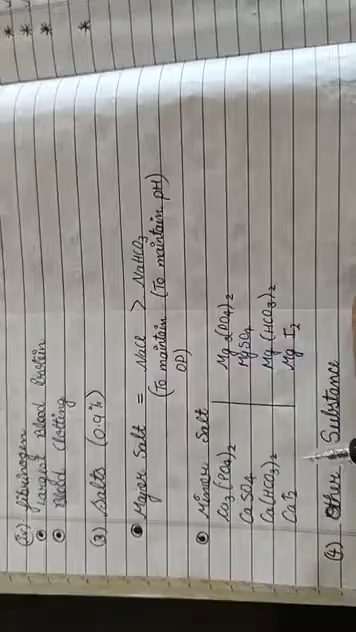 (iv) fibrinogen
Largest Blood Protein
Blood Clotting
(3) Salts (0.9%)
Major Salt = NaCl > NaHCO3
(To maintain OP) (To maintain pH)
Minor Salt
Ca3(PO4)2 Mg3(PO4)2
CaSO4 MgSO4
Ca(HCO3)2 Mg(HCO3)2
CaI2 MgI2
(4) Other Substance